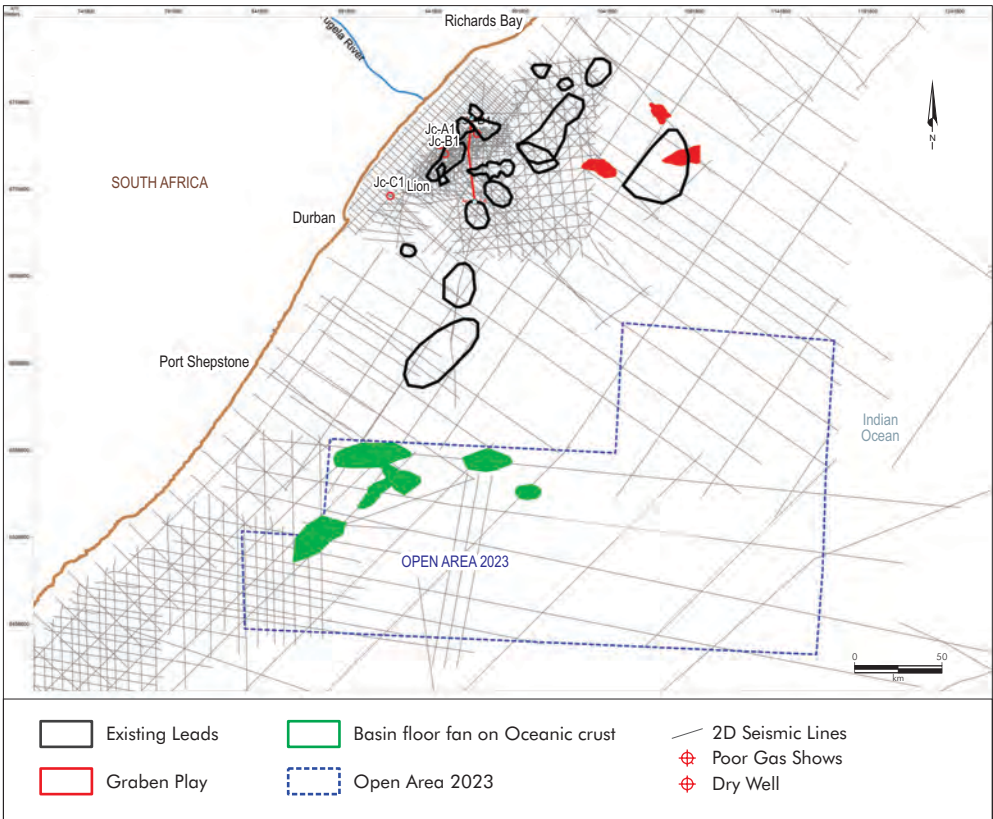 Richards Bay
ugela River
Jc-A1
Jc-B1
SOUTH AFRICA
Jc-C1 Lion
Durban
Port Shepstone
Indian
Ocean
OPEN AREA 2023
N
0 50
km
Existing Leads
Basin floor fan on Oceanic crust
2D Seismic Lines
Poor Gas Shows
Graben Play
Open Area 2023
Dry Well